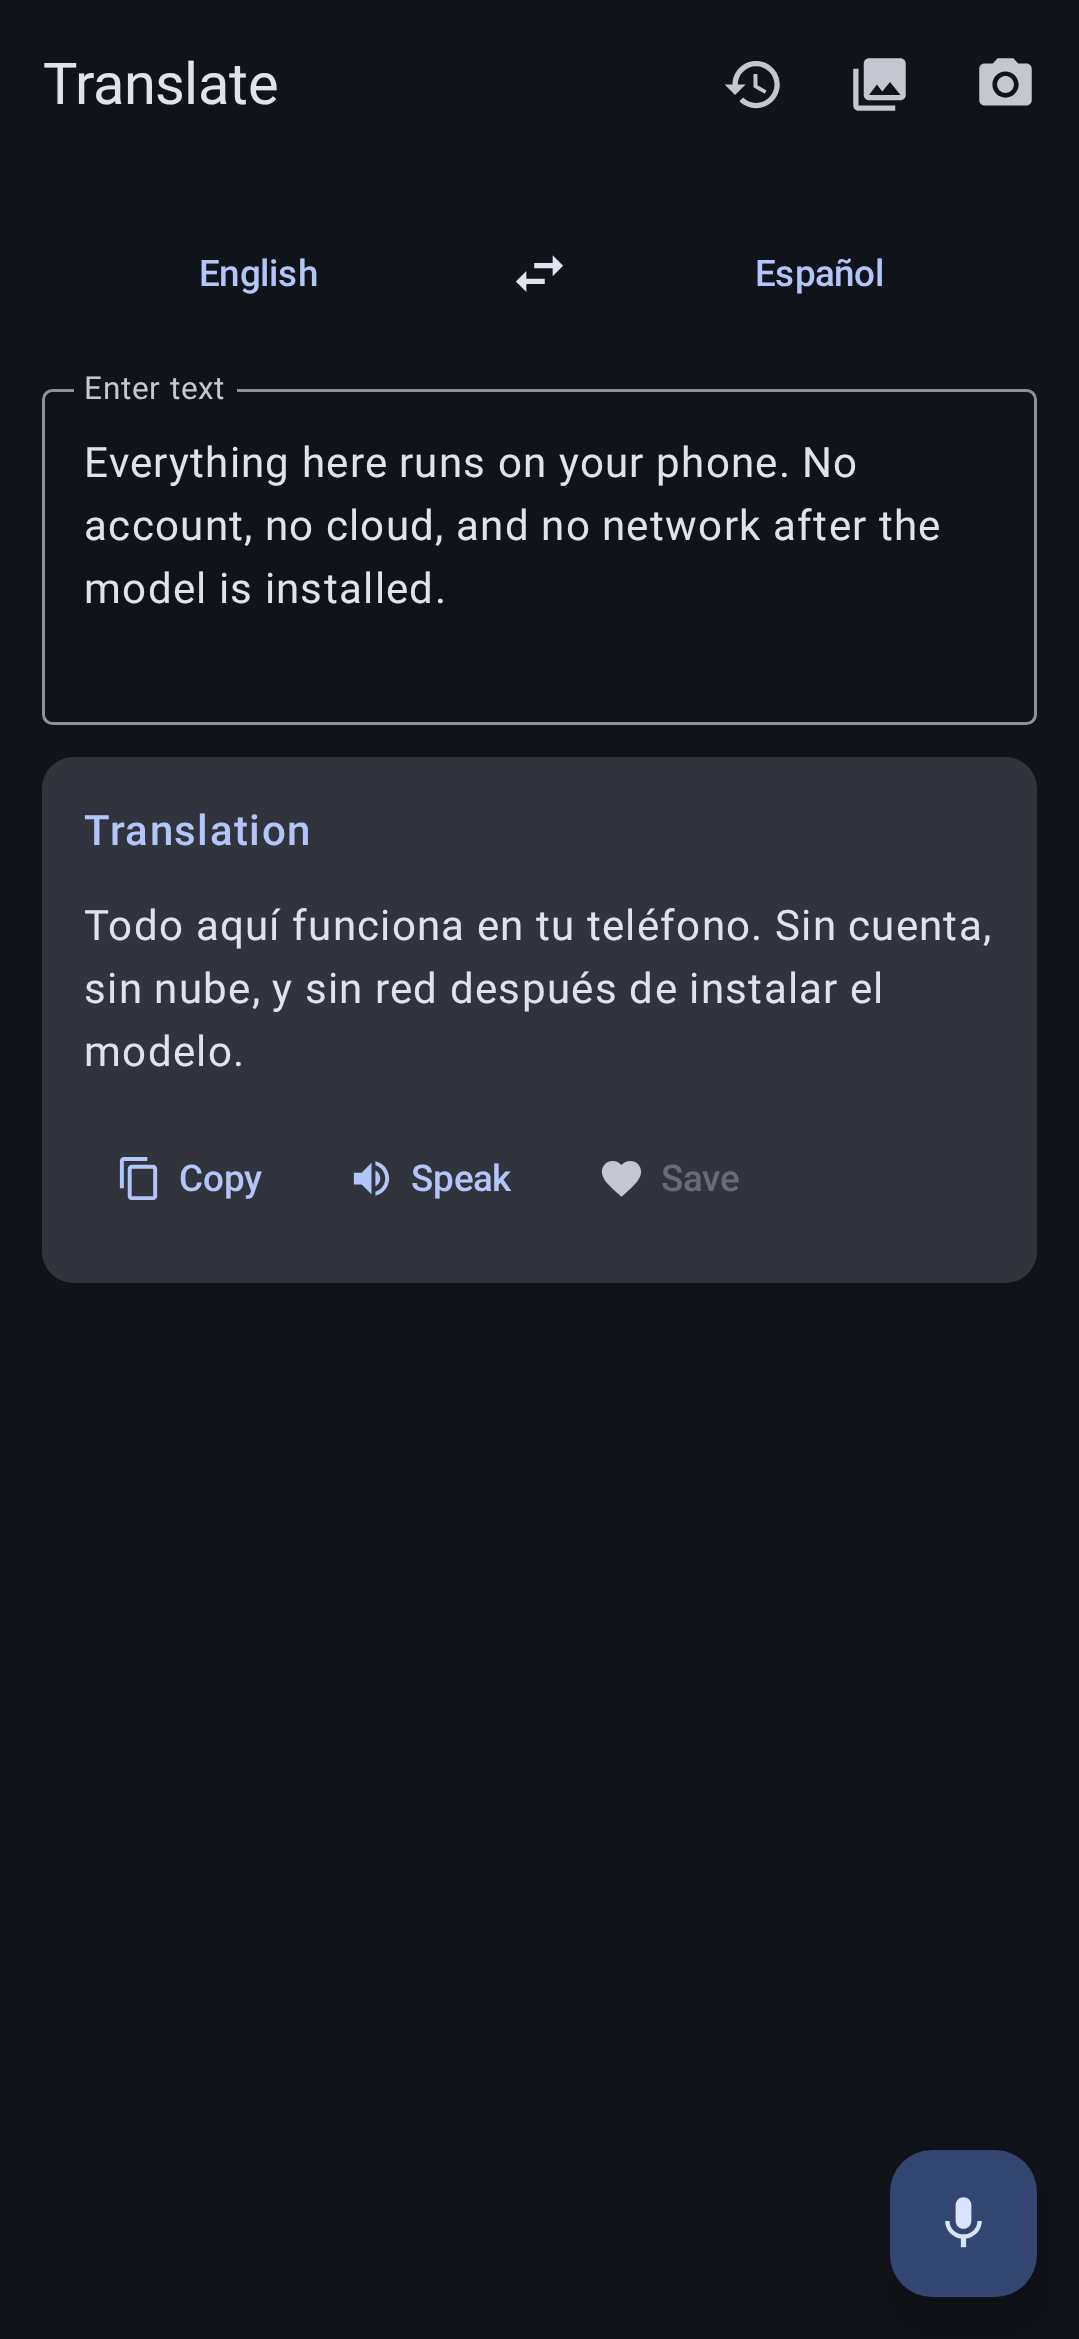 Translate
English
Español
Enter text
Everything here runs on your phone. No
account, no cloud, and no network after the
model is installed.
Translation
Todo aquí funciona en tu teléfono. Sin cuenta,
sin nube, y sin red después de instalar el
modelo.
Copy
Speak
Save